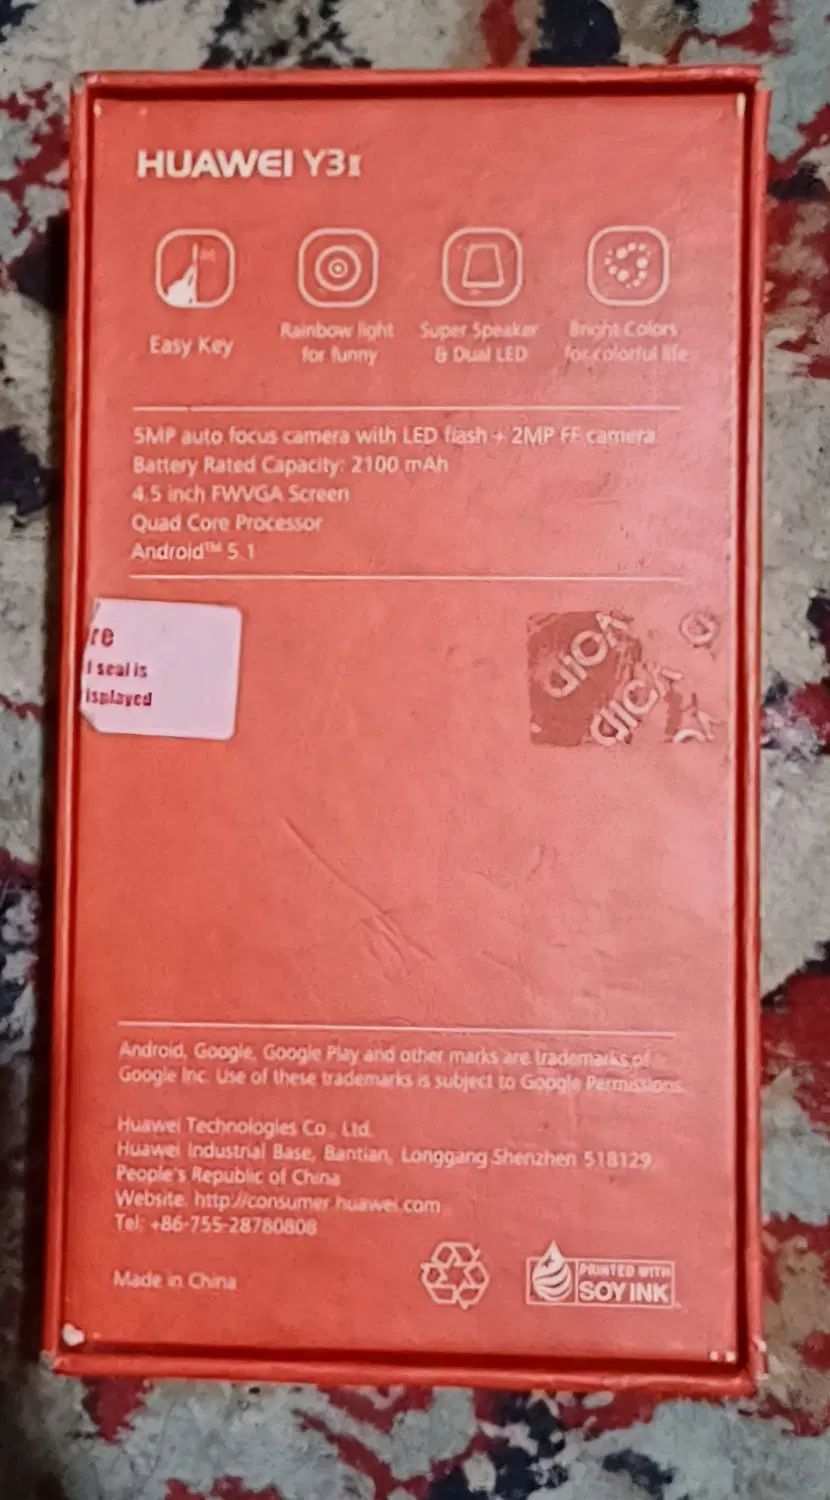 HUAWEI Y3II
Easy Key
Rainbow light
for funny
Super Speaker
& Dual LED
Bright Colors
for colorful life
5MP auto focus camera with LED flash + 2MP FF camera
Battery Rated Capacity: 2100 mAh
4.5 inch FWVGA Screen
Quad Core Processor
Android™ 5.1
re
l seal is
isplayed
VOID
VOID
Android, Google, Google Play and other marks are trademarks of
Google Inc. Use of these trademarks is subject to Google Permissions.
Huawei Technologies Co., Ltd.
Huawei Industrial Base, Bantian, Longgang Shenzhen 518129,
People's Republic of China
Website: http://consumer.huawei.com
Tel: +86-755-28780808
Made in China
PRINTED WITH
SOY INK